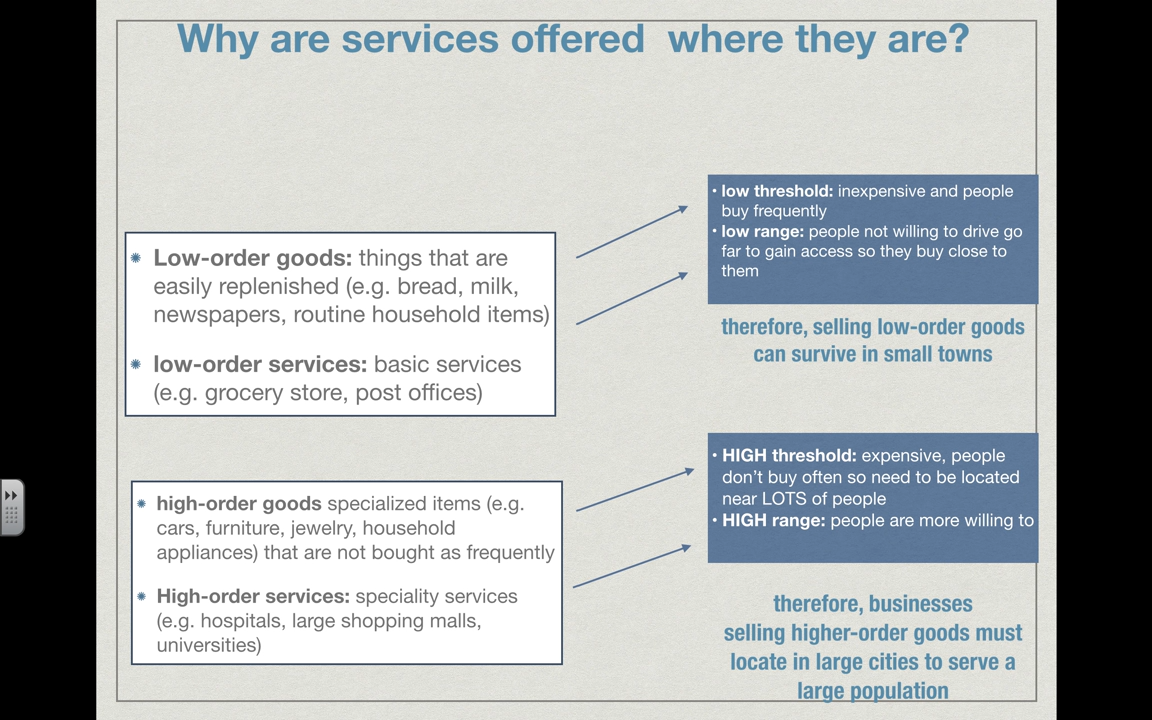 Why are services offered  where they are?
• low threshold: inexpensive and people
buy frequently
• low range: people not willing to drive go
far to gain access so they buy close to
them
Low-order goods: things that are
easily replenished (e.g. bread, milk,
newspapers, routine household items)
low-order services: basic services
(e.g. grocery store, post offices)
therefore, selling low-order goods
can survive in small towns
• HIGH threshold: expensive, people
don’t buy often so need to be located
near LOTS of people
• HIGH range: people are more willing to
high-order goods specialized items (e.g.
cars, furniture, jewelry, household
appliances) that are not bought as frequently
High-order services: speciality services
(e.g. hospitals, large shopping malls,
universities)
therefore, businesses
selling higher-order goods must
locate in large cities to serve a
large population